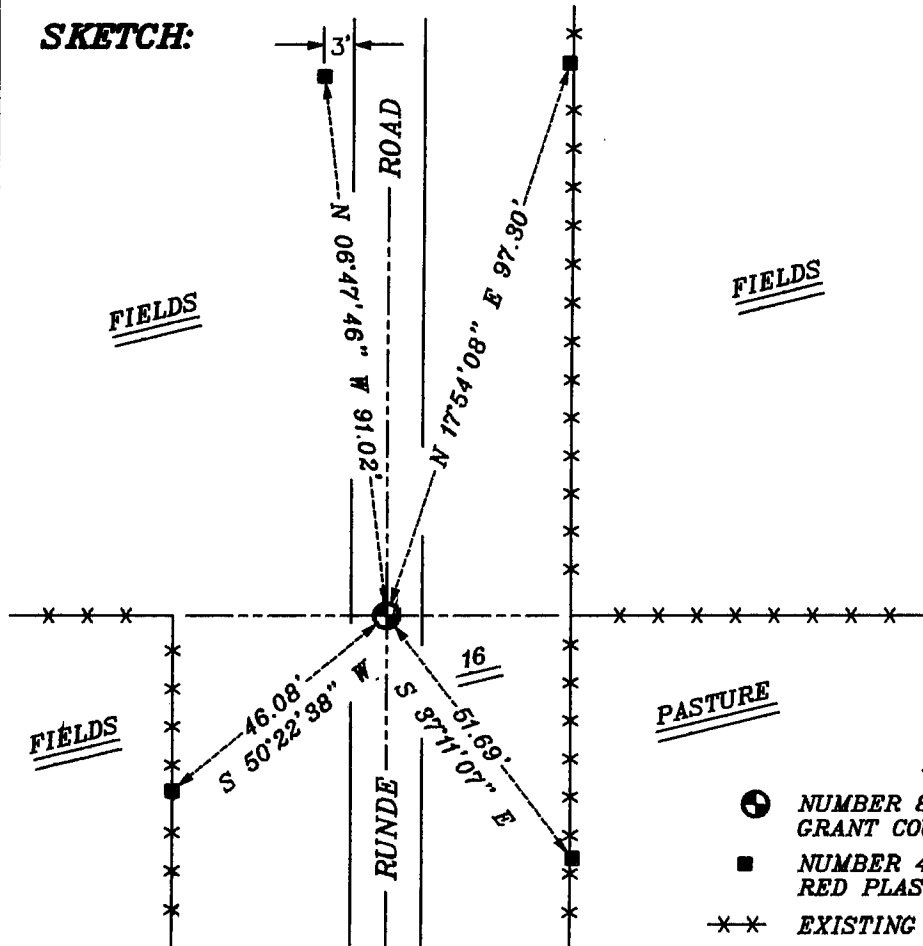 SKETCH:
3'
ROAD
N 06°47'46" W 91.02'
N 17°54'08" E 97.30'
FIELDS
FIELDS
16
46.08'
S 50°22'38" W
51.69'
S 37°11'07" E
FIELDS
PASTURE
RUNDE
NUMBER
GRANT
NUMBER 4
RED
EXISTING